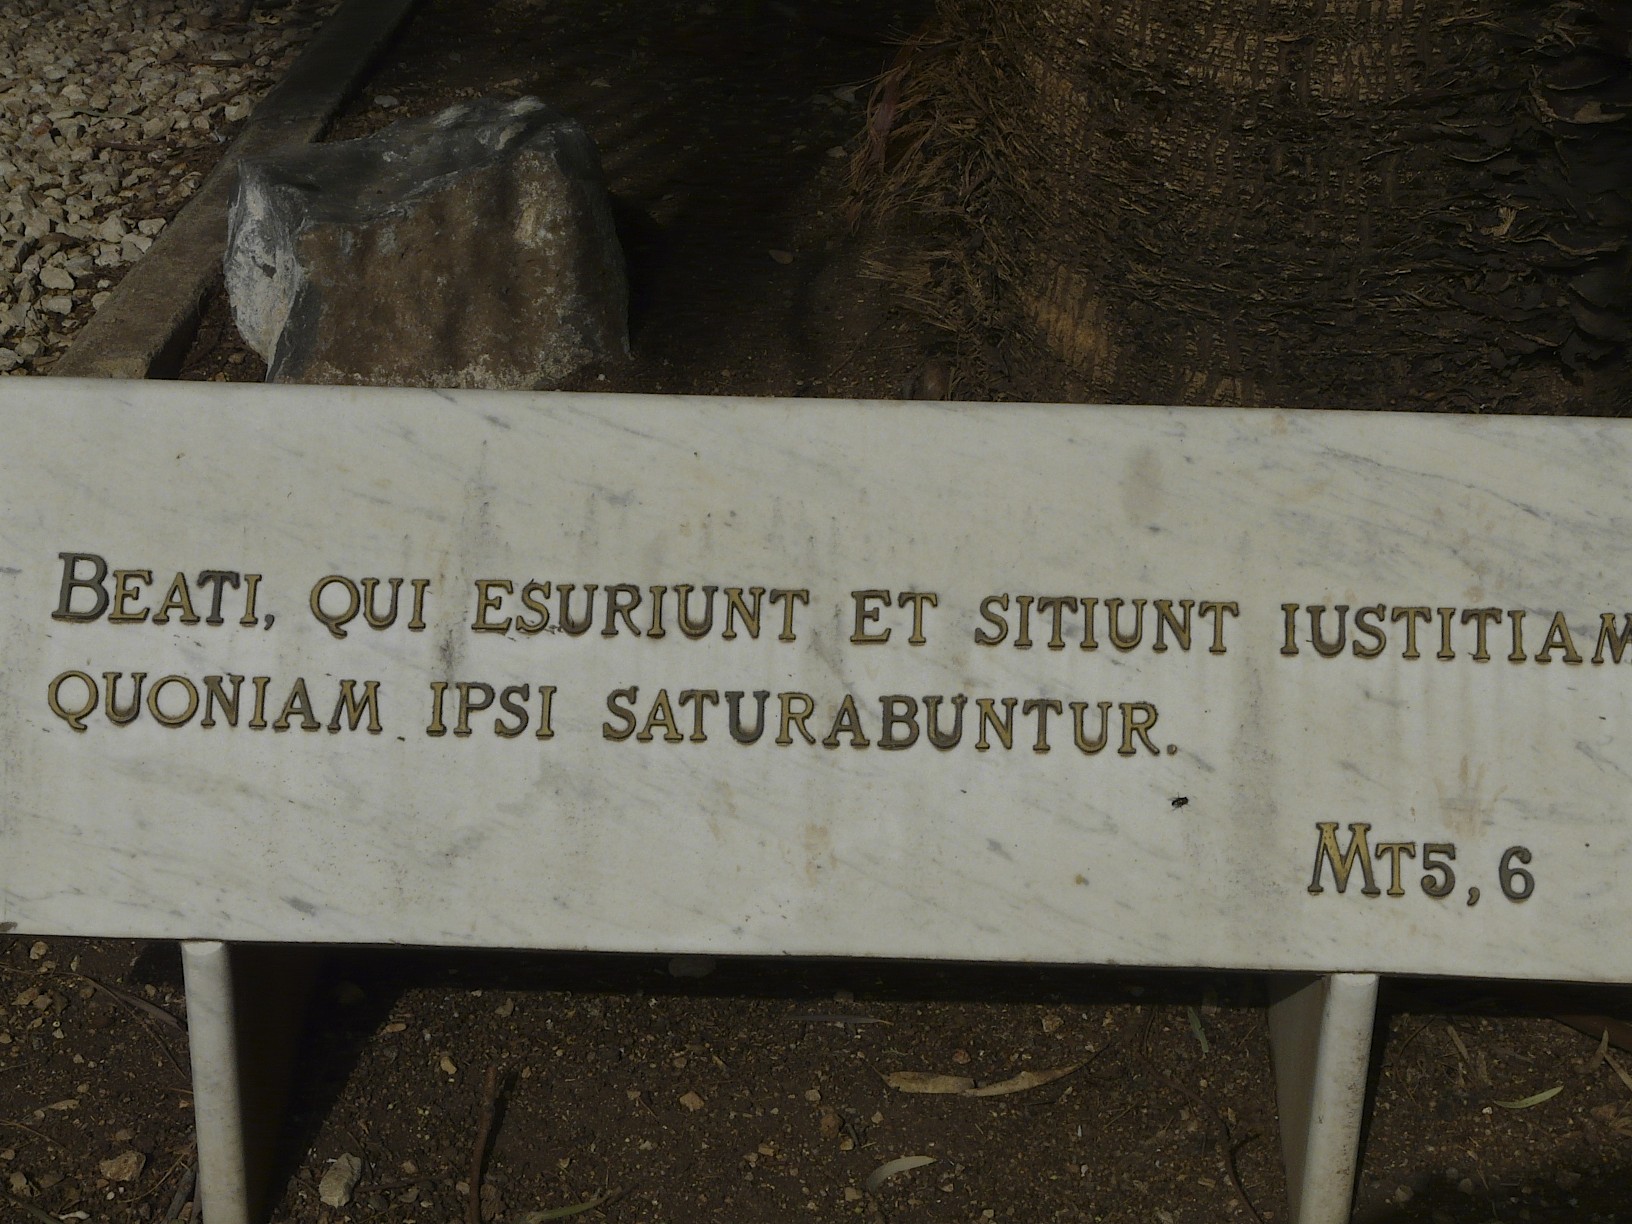 BEATI, QUI ESURIUNT ET SITIUNT IUSTITIAM
QUONIAM IPSI SATURABUNTUR.
MT5,6